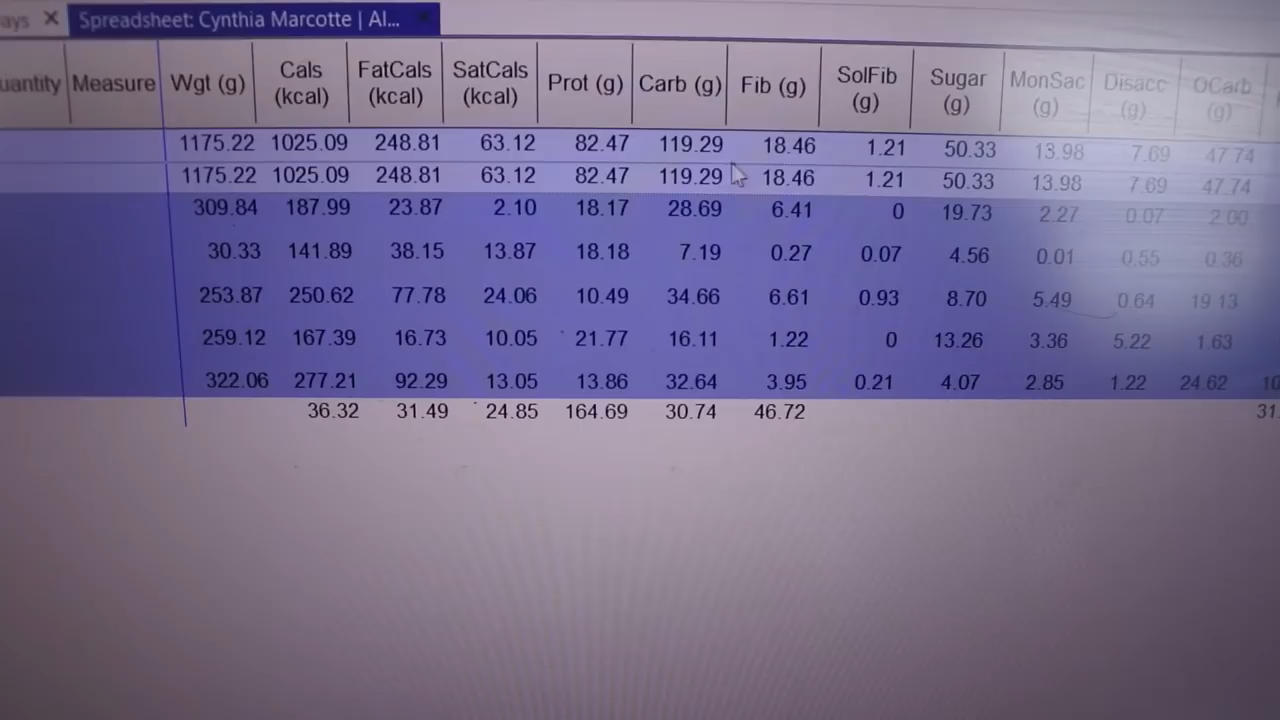 ays × Spreadsheet: Cynthia Marcotte | Al...
uantity Measure Wgt (g) Cals (kcal) FatCals (kcal) SatCals (kcal) Prot (g) Carb (g) Fib (g) SolFib (g) Sugar (g) MonSac (g) Disacc (g) OCarb (g)
1175.22 1025.09 248.81 63.12 82.47 119.29 18.46 1.21 50.33 13.98 7.69 47.74
1175.22 1025.09 248.81 63.12 82.47 119.29 18.46 1.21 50.33 13.98 7.69 47.74
309.84 187.99 23.87 2.10 18.17 28.69 6.41 0 19.73 2.27 0.07 2.00
30.33 141.89 38.15 13.87 18.18 7.19 0.27 0.07 4.56 0.01 0.55 0.36
253.87 250.62 77.78 24.06 10.49 34.66 6.61 0.93 8.70 5.49 0.64 19.13
259.12 167.39 16.73 10.05 21.77 16.11 1.22 0 13.26 3.36 5.22 1.63
322.06 277.21 92.29 13.05 13.86 32.64 3.95 0.21 4.07 2.85 1.22 24.62 10
36.32 31.49 24.85 164.69 30.74 46.72 31